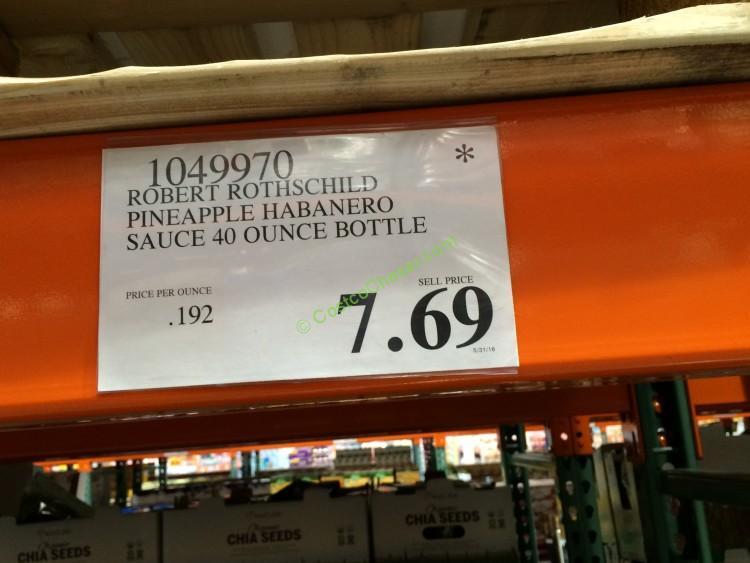 1049970
*
ROBERT ROTHSCHILD
PINEAPPLE HABANERO
SAUCE 40 OUNCE BOTTLE
PRICE PER OUNCE
.192
SELL PRICE
7.69
5/31/16
© CostcoChaser.com
CHIA SEEDS
CHIA SEEDS
CHIA SEEDS